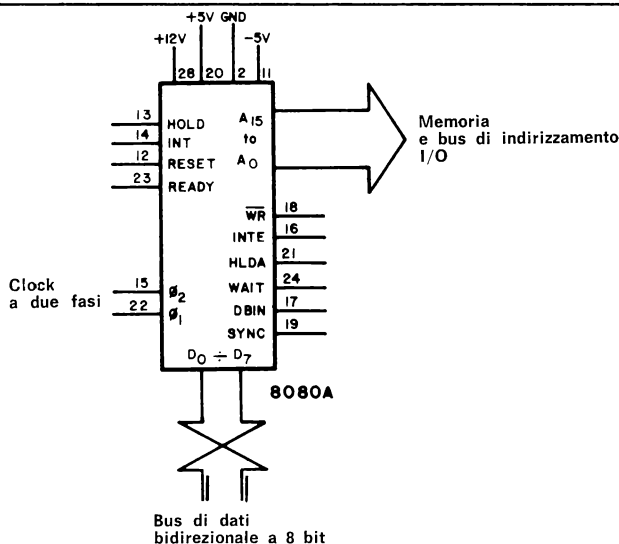 +5V GND
+12V -5V
28 20 2 11
13 HOLD
14 INT
12 RESET
23 READY
A15
to
A0
Memoria
e bus di indirizzamento
I/O
WR 18
INTE 16
HLDA 21
WAIT 24
DBIN 17
SYNC 19
Clock
a due fasi
15 ø2
22 ø1
D0 ÷ D7
8080A
Bus di dati
bidirezionale a 8 bit